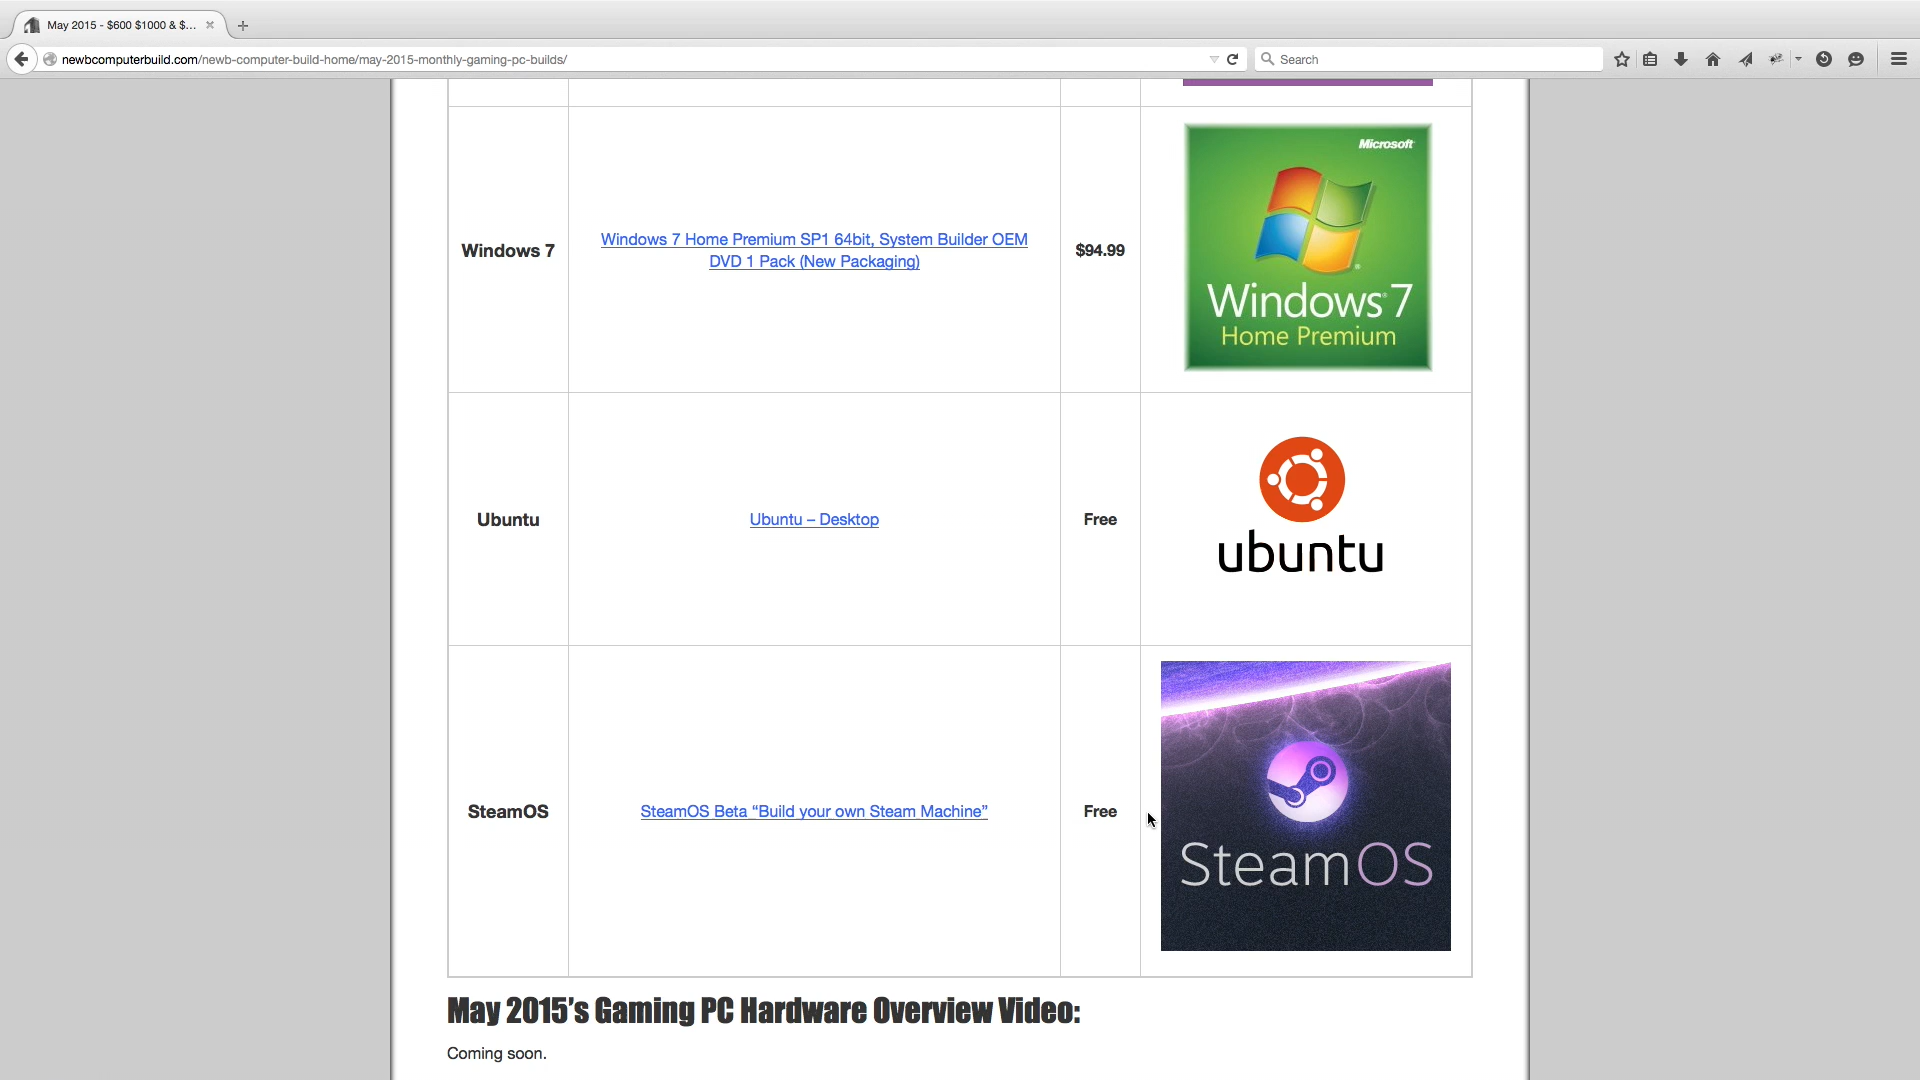 May 2015 - $600 $1000 & $...
newbcomputerbuild.com/newb-computer-build-home/may-2015-monthly-gaming-pc-builds/
Search
Windows 7
Windows 7 Home Premium SP1 64bit, System Builder OEM
DVD 1 Pack (New Packaging)
$94.99
Microsoft
Windows 7
Home Premium
Ubuntu
Ubuntu – Desktop
Free
ubuntu
SteamOS
SteamOS Beta “Build your own Steam Machine”
Free
SteamOS
May 2015’s Gaming PC Hardware Overview Video:
Coming soon.